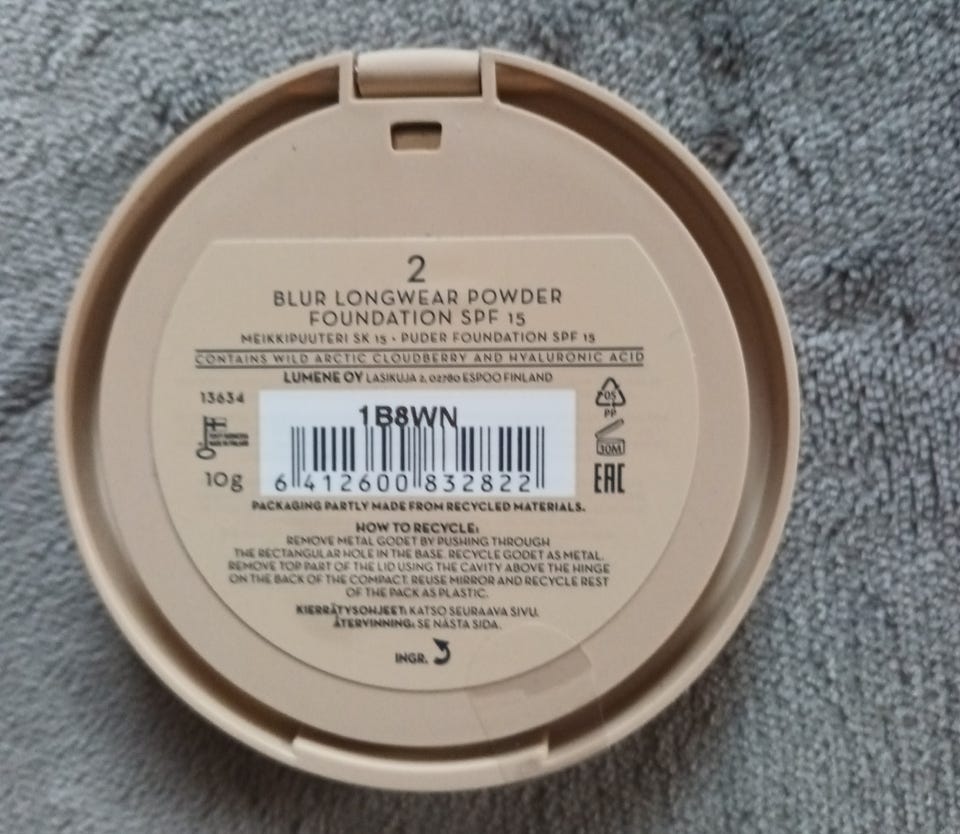 2
BLUR LONGWEAR POWDER
FOUNDATION SPF 15
MEIKKIPUUTERI SK 15 • PUDER FOUNDATION SPF 15
CONTAINS WILD ARCTIC CLOUDBERRY AND HYALURONIC ACID
LUMENE OY LASIKUJA 2, 02780 ESPOO FINLAND
13634
05
PP
1B8WN
30M
10g
6 412600 832822
EAC
PACKAGING PARTLY MADE FROM RECYCLED MATERIALS.
HOW TO RECYCLE:
REMOVE METAL GODET BY PUSHING THROUGH
THE RECTANGULAR HOLE IN THE BASE. RECYCLE GODET AS METAL.
REMOVE TOP PART OF THE LID USING THE CAVITY ABOVE THE HINGE
ON THE BACK OF THE COMPACT. REUSE MIRROR AND RECYCLE REST
OF THE PACK AS PLASTIC.
KIERRÄTYSOHJEET: KATSO SEURAAVA SIVU.
ÅTERVINNING: SE NÄSTA SIDA.
INGR.